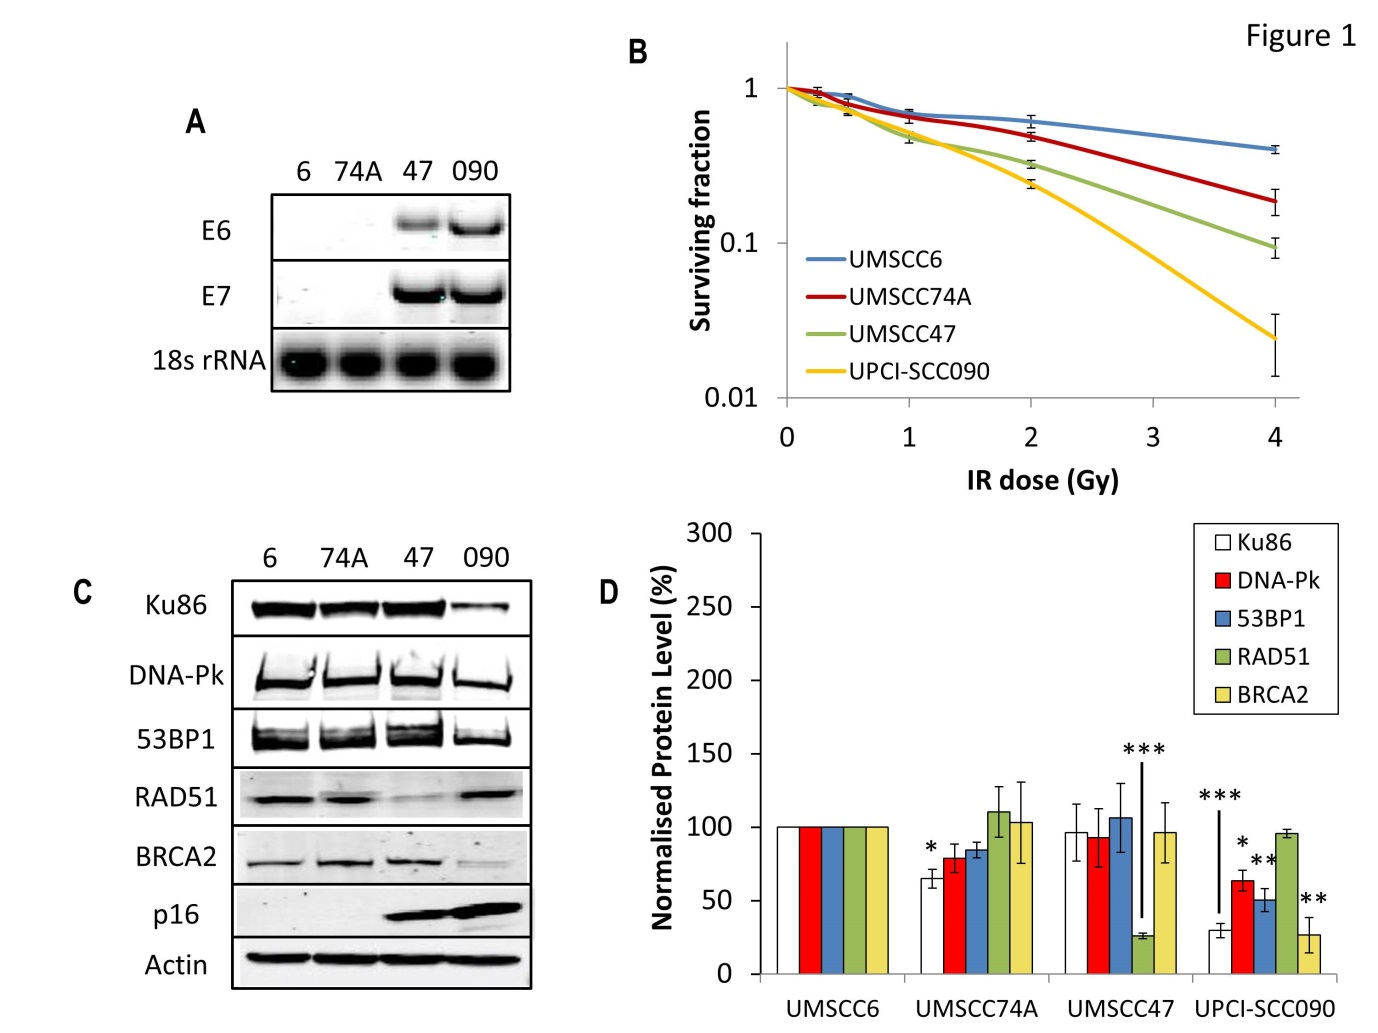 Figure 1
A
6 74A 47 090
E6
E7
18s rRNA
B
Surviving fraction
1
0.1
0.01
UMSCC6
UMSCC74A
UMSCC47
UPCI-SCC090
0 1 2 3 4
IR dose (Gy)
C
6 74A 47 090
Ku86
DNA-Pk
53BP1
RAD51
BRCA2
p16
Actin
D
Normalised Protein Level (%)
300
250
200
150
100
50
0
Ku86
DNA-Pk
53BP1
RAD51
BRCA2
*
***
***
*
**
**
UMSCC6 UMSCC74A UMSCC47 UPCI-SCC090